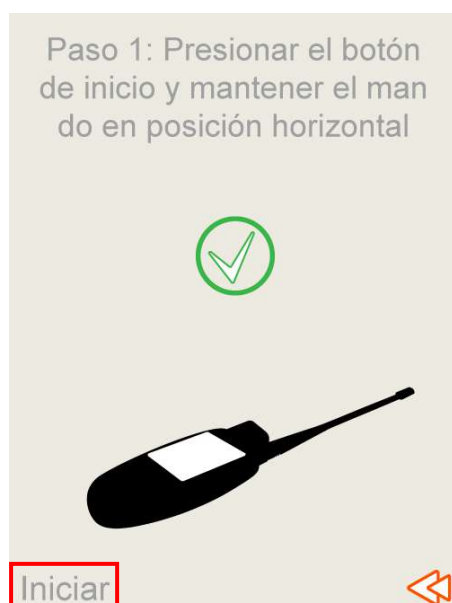 Paso 1: Presionar el botón
de inicio y mantener el man
do en posición horizontal
Iniciar